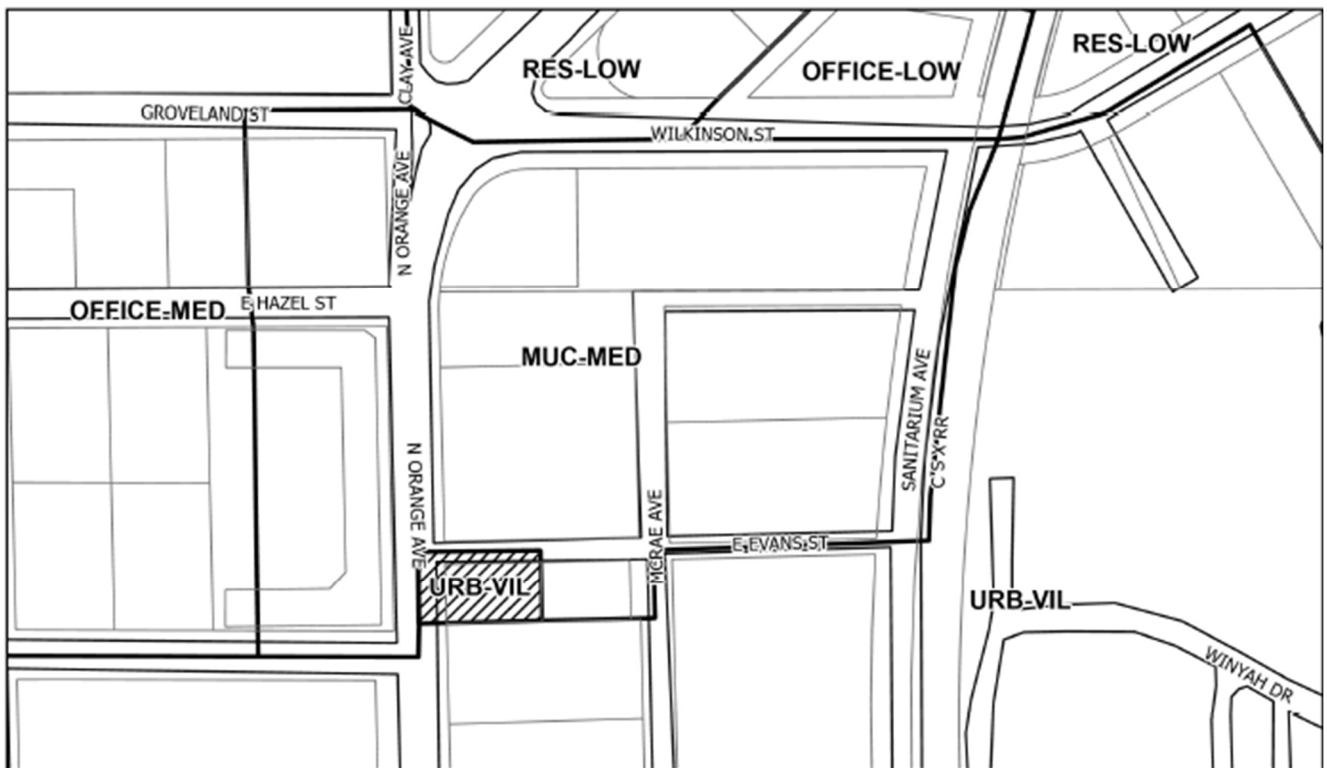 CLAY AVE
RES-LOW
OFFICE-LOW
RES-LOW
GROVELAND ST
WILKINSON ST
N ORANGE AVE
OFFICE-MED
E HAZEL ST
MUC-MED
SANITARIUM AVE
C S X RR
N ORANGE AVE
MCRAE AVE
E EVANS ST
URB-VIL
URB-VIL
WINYAH DR